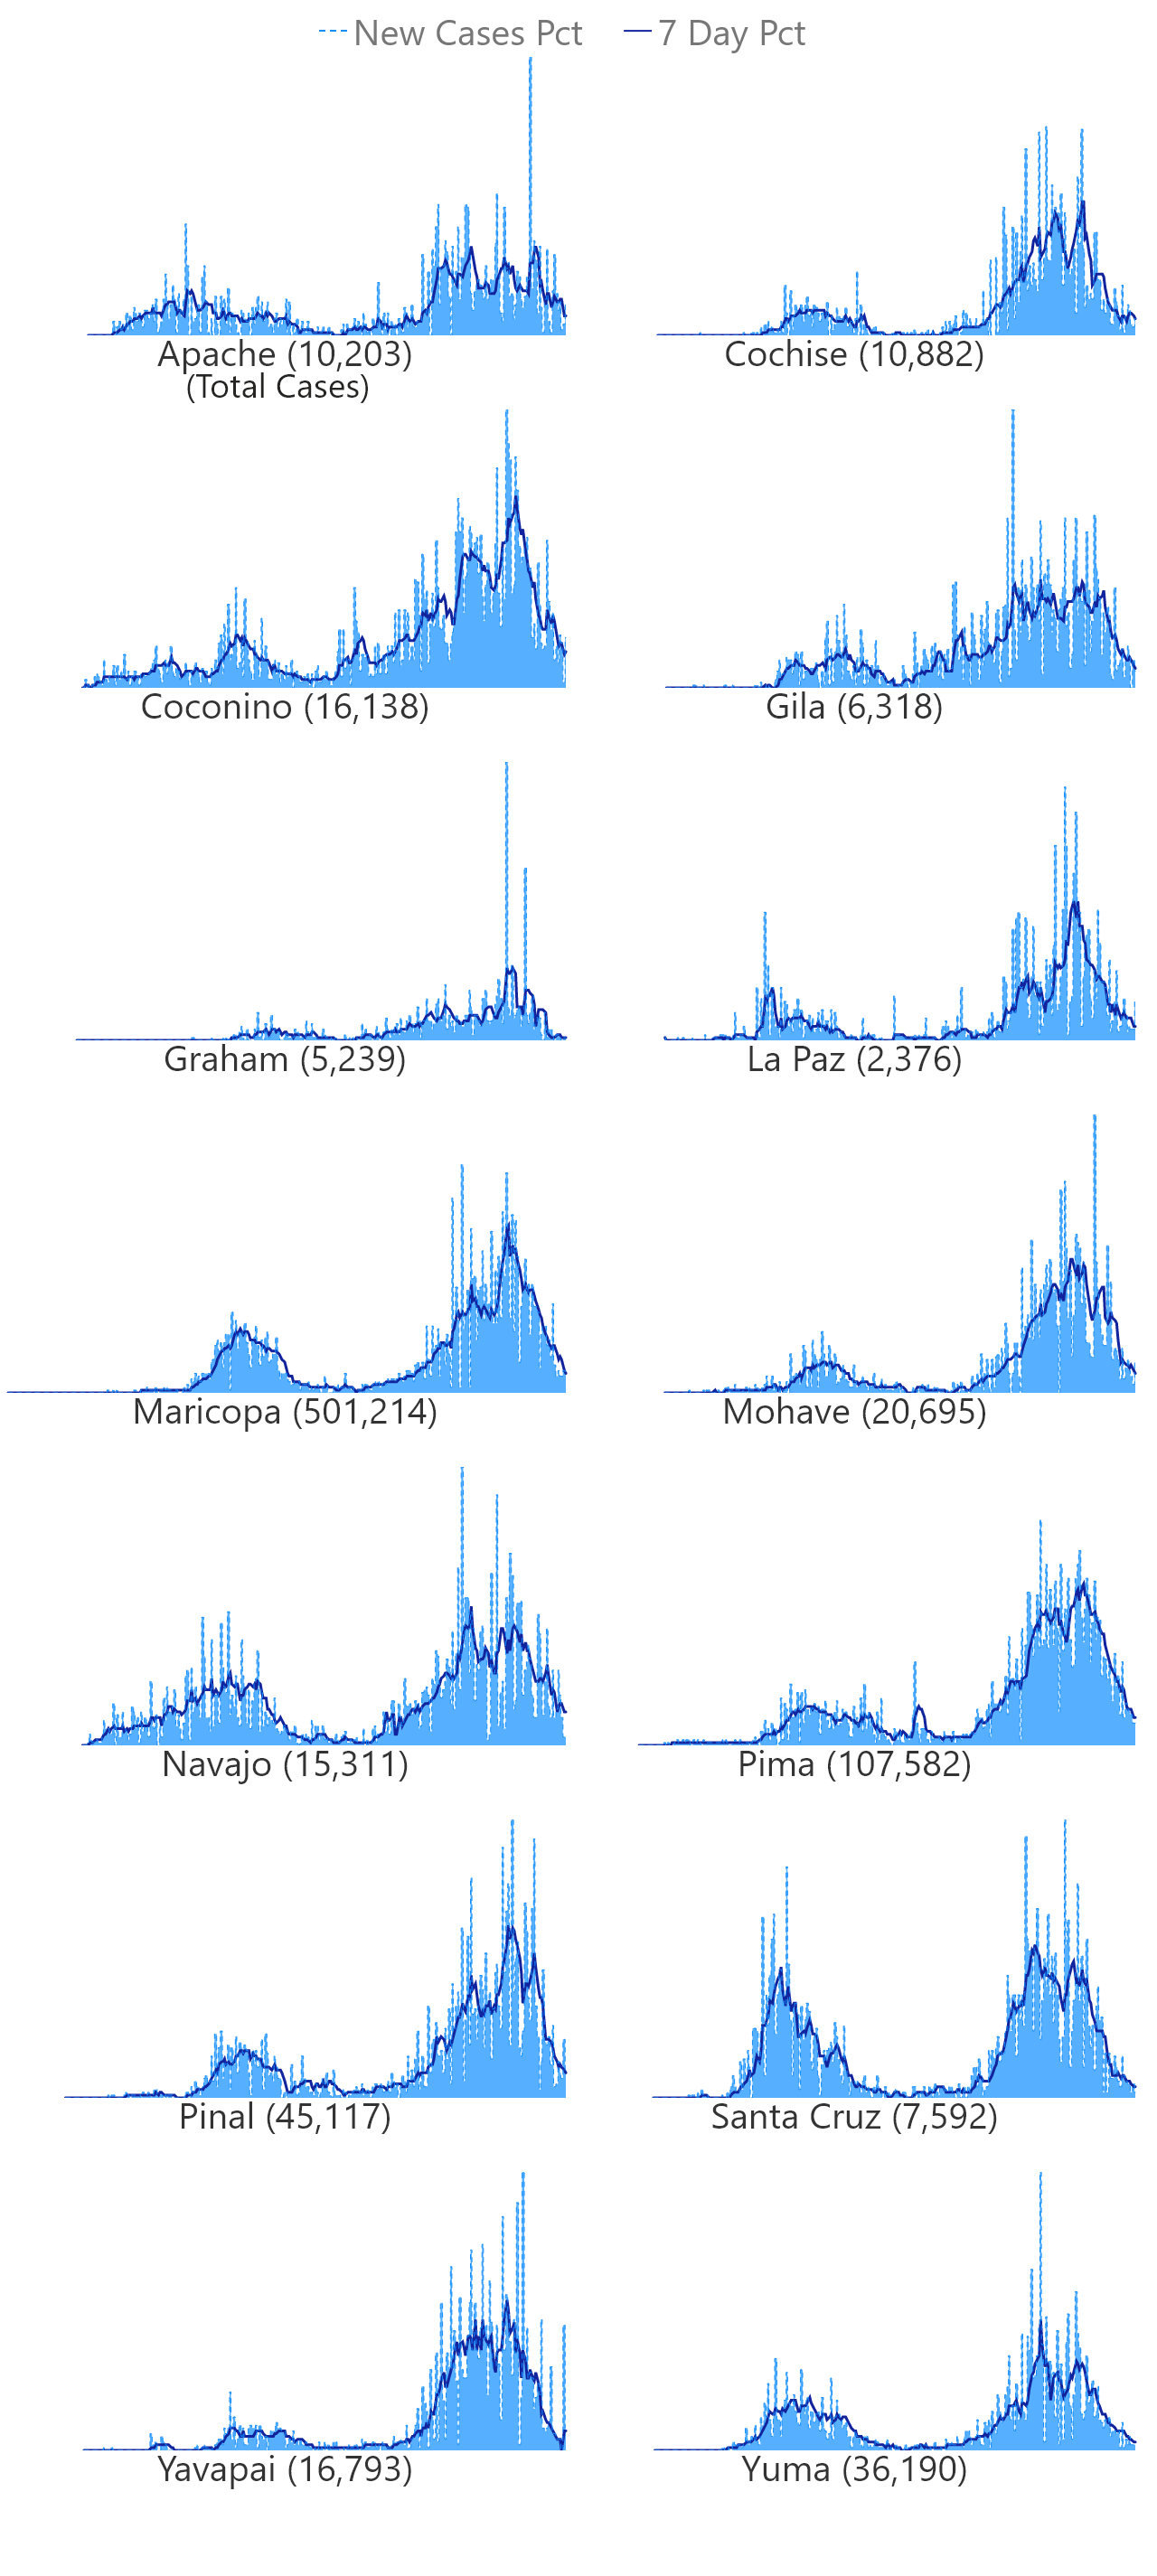 New Cases Pct 7 Day Pct
Apache (10,203) Cochise (10,882)
(Total Cases)
Coconino (16,138) Gila (6,318)
Graham (5,239) La Paz (2,376)
Maricopa (501,214) Mohave (20,695)
Navajo (15,311) Pima (107,582)
Pinal (45,117) Santa Cruz (7,592)
Yavapai (16,793) Yuma (36,190)